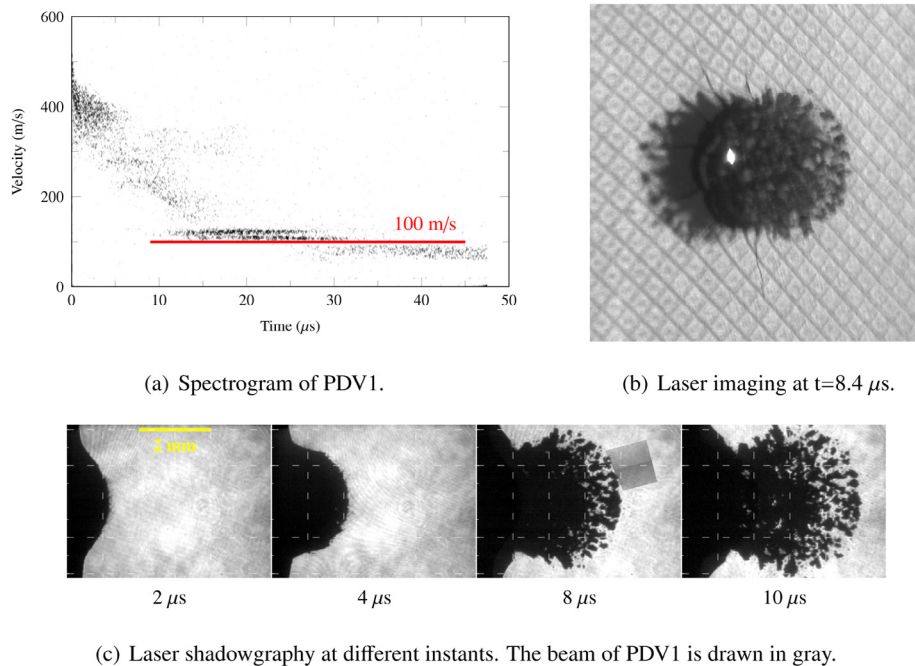 600
400
200
0
Velocity (m/s)
100 m/s
0 10 20 30 40 50
Time (μs)
(a) Spectrogram of PDV1.
(b) Laser imaging at t=8.4 μs.
2 mm
2 μs 4 μs 8 μs 10 μs
(c) Laser shadowgraphy at different instants. The beam of PDV1 is drawn in gray.